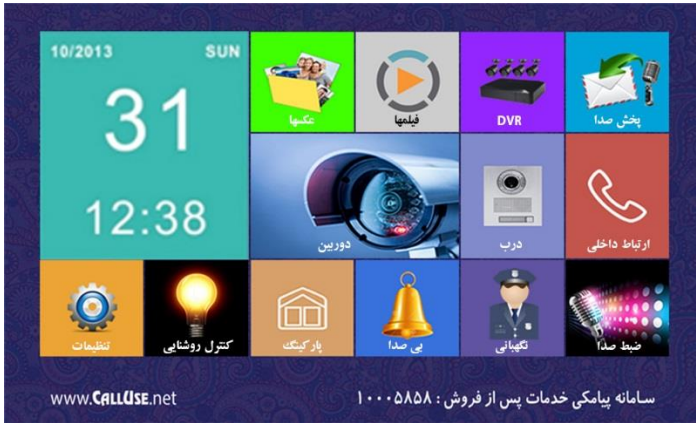 10/2013 SUN
31
12:38
عکسها
فیلمها
DVR
پخش صدا
دوربین
درب
ارتباط داخلی
تنظیمات
کنترل روشنایی
پارکینگ
بی صدا
نگهبانی
ضبط صدا
www.CALLUSE.net
سامانه پیامکی خدمات پس از فروش : ۱۰۰۰۵۸۵۸